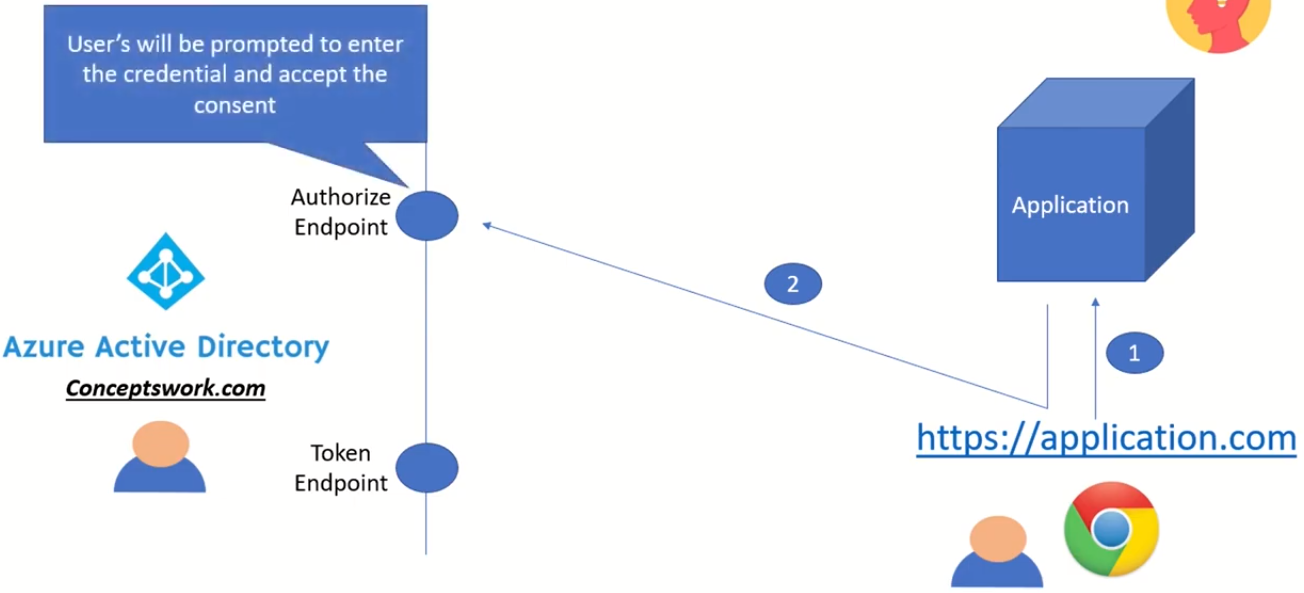 User's will be prompted to enter
the credential and accept the
consent
Authorize
Endpoint
Application
2
Azure Active Directory
1
Conceptswork.com
https://application.com
Token
Endpoint